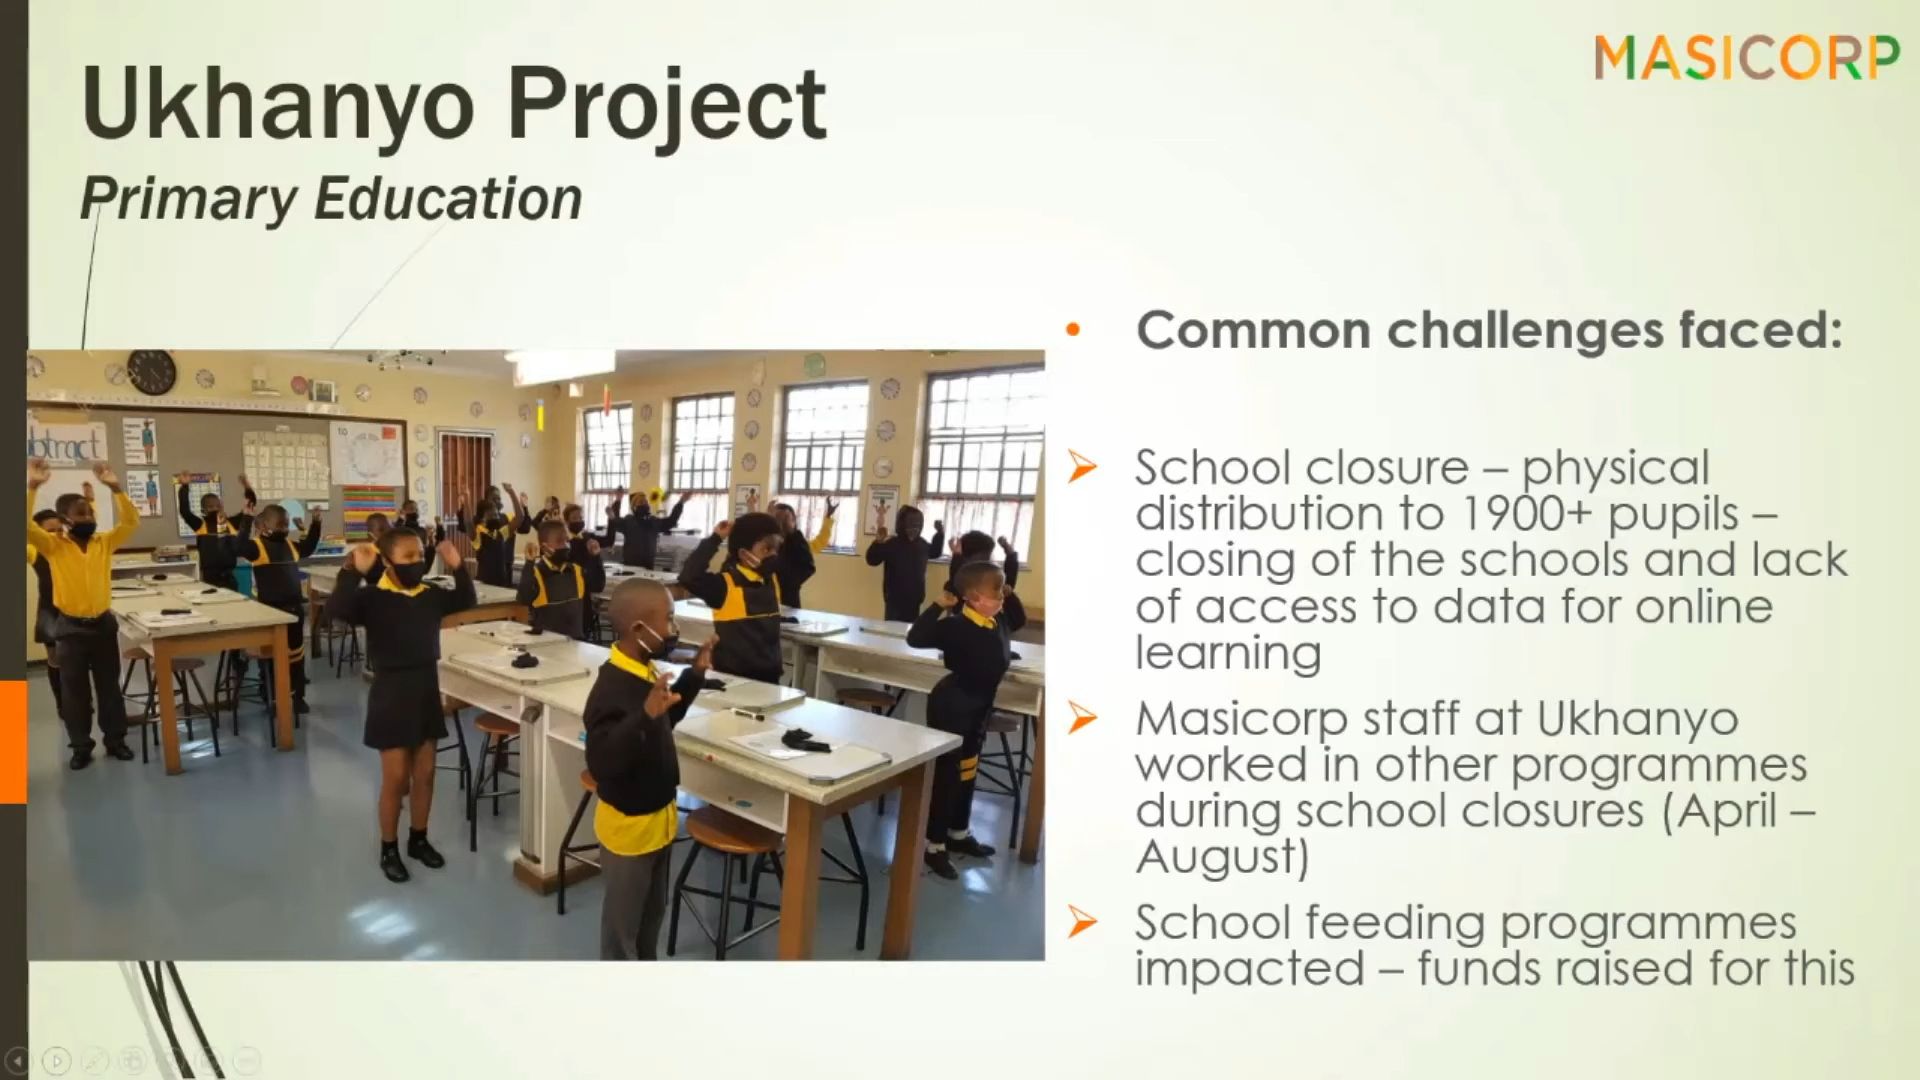 MASICORP
Ukhanyo Project
Primary Education
• Common challenges faced:
➢ School closure – physical
distribution to 1900+ pupils –
closing of the schools and lack
of access to data for online
learning
➢ Masicorp staff at Ukhanyo
worked in other programmes
during school closures (April –
August)
➢ School feeding programmes
impacted – funds raised for this
btract